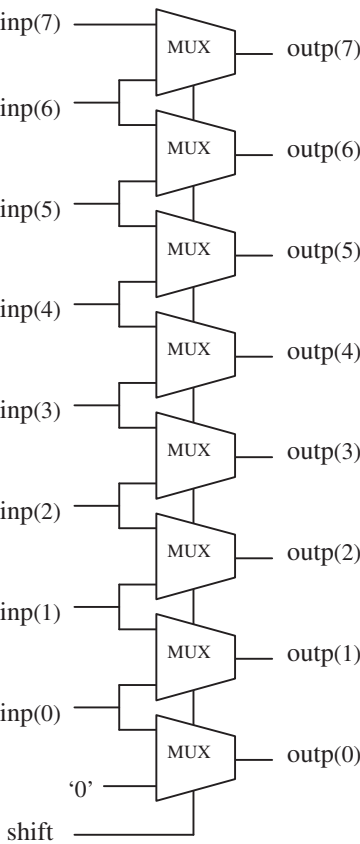 inp(7) MUX outp(7)
inp(6) MUX outp(6)
inp(5) MUX outp(5)
inp(4) MUX outp(4)
inp(3) MUX outp(3)
inp(2) MUX outp(2)
inp(1) MUX outp(1)
inp(0) MUX outp(0)
‘0’
shift